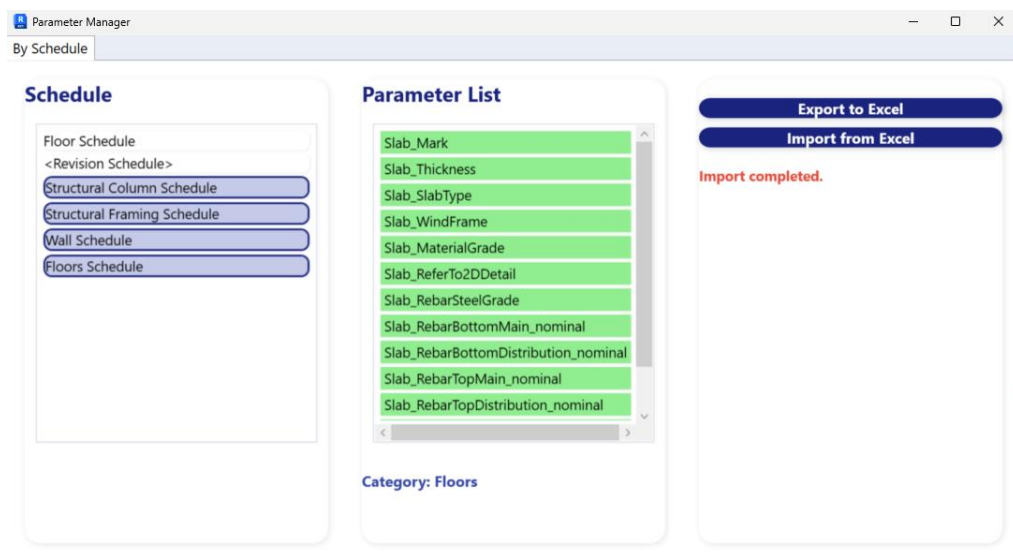 Parameter Manager
By Schedule
Schedule
Floor Schedule
<Revision Schedule>
Structural Column Schedule
Structural Framing Schedule
Wall Schedule
Floors Schedule
Parameter List
Slab_Mark
Slab_Thickness
Slab_SlabType
Slab_WindFrame
Slab_MaterialGrade
Slab_ReferTo2DDetail
Slab_RebarSteelGrade
Slab_RebarBottomMain_nominal
Slab_RebarBottomDistribution_nominal
Slab_RebarTopMain_nominal
Slab_RebarTopDistribution_nominal
Category: Floors
Export to Excel
Import from Excel
Import completed.